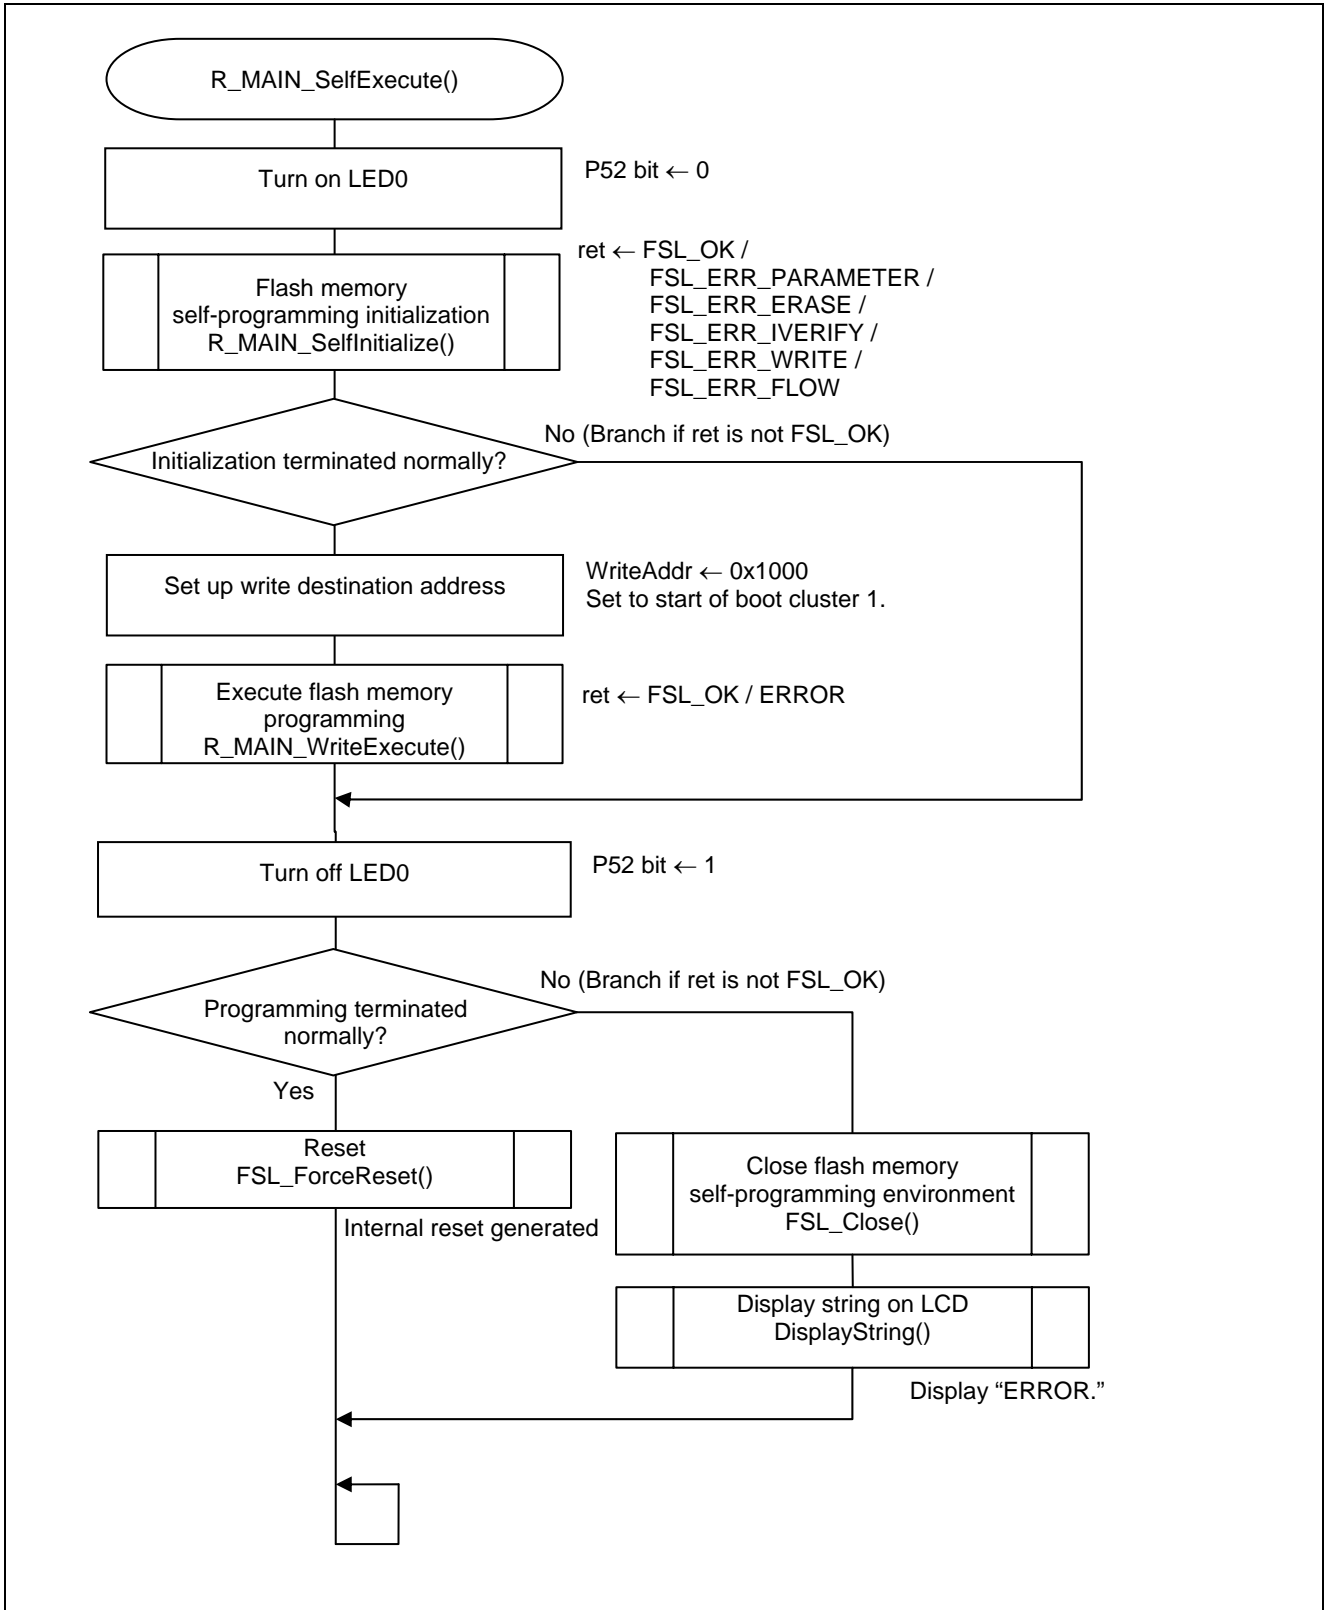 R_MAIN_SelfExecute()
Turn on LED0
P52 bit ← 0
Flash memory
self-programming initialization
R_MAIN_SelfInitialize()
ret ← FSL_OK /
FSL_ERR_PARAMETER /
FSL_ERR_ERASE /
FSL_ERR_IVERIFY /
FSL_ERR_WRITE /
FSL_ERR_FLOW
No (Branch if ret is not FSL_OK)
Initialization terminated normally?
Set up write destination address
WriteAddr ← 0x1000
Set to start of boot cluster 1.
Execute flash memory
programming
R_MAIN_WriteExecute()
ret ← FSL_OK / ERROR
Turn off LED0
P52 bit ← 1
No (Branch if ret is not FSL_OK)
Programming terminated
normally?
Yes
Reset
FSL_ForceReset()
Internal reset generated
Close flash memory
self-programming environment
FSL_Close()
Display string on LCD
DisplayString()
Display “ERROR.”